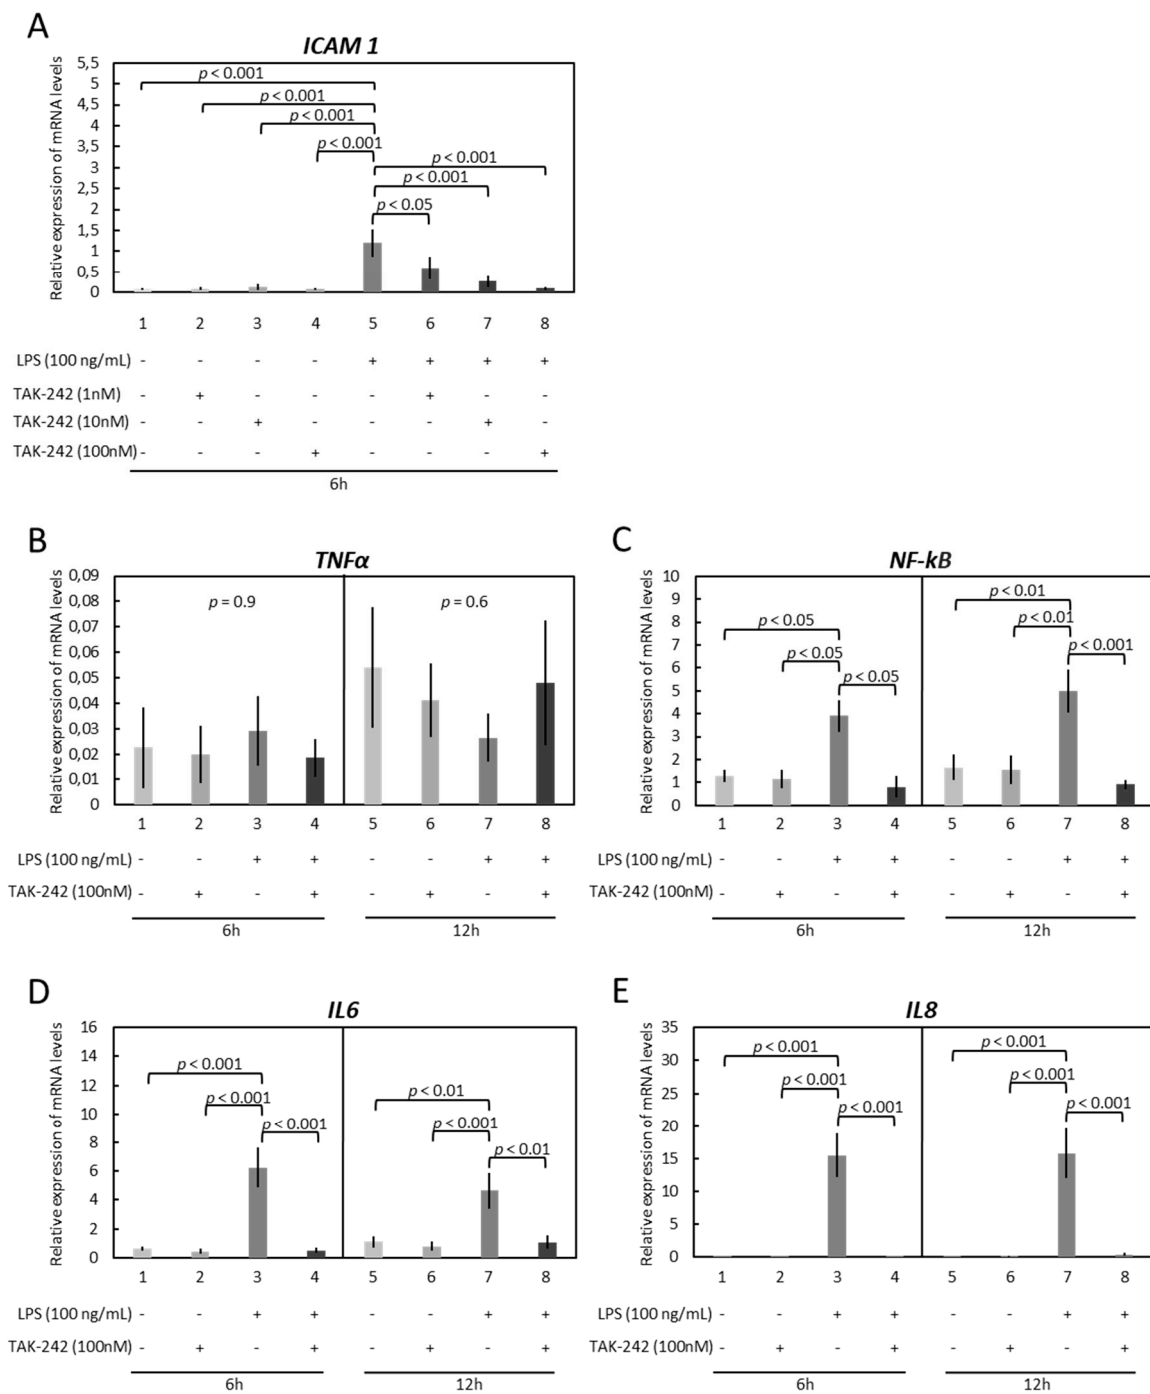 A
ICAM 1
Relative expression of mRNA levels
5,5
5
4,5
4
3,5
3
2,5
2
1,5
1
0,5
0
p < 0.001
p < 0.001
p < 0.001
p < 0.001
p < 0.001
p < 0.001
p < 0.05
1 2 3 4 5 6 7 8
LPS (100 ng/mL) - - - - + + + +
TAK-242 (1nM) - + - - - + - -
TAK-242 (10nM) - - + - - - + -
TAK-242 (100nM) - - - + - - - +
6h
B
TNFα
Relative expression of mRNA levels
0,09
0,08
0,07
0,06
0,05
0,04
0,03
0,02
0,01
0
p = 0.9 p = 0.6
1 2 3 4 5 6 7 8
LPS (100 ng/mL) - - + + - - + +
TAK-242 (100nM) - + - + - + - +
6h 12h
C
NF-kB
Relative expression of mRNA levels
10
9
8
7
6
5
4
3
2
1
0
p < 0.05
p < 0.05
p < 0.05
p < 0.01
p < 0.01
p < 0.001
1 2 3 4 5 6 7 8
LPS (100 ng/mL) - - + + - - + +
TAK-242 (100nM) - + - + - + - +
6h 12h
D
IL6
Relative expression of mRNA levels
16
14
12
10
8
6
4
2
0
p < 0.001
p < 0.001
p < 0.001
p < 0.01
p < 0.001
p < 0.01
1 2 3 4 5 6 7 8
LPS (100 ng/mL) - - + + - - + +
TAK-242 (100nM) - + - + - + - +
6h 12h
E
IL8
Relative expression of mRNA levels
35
30
25
20
15
10
5
0
p < 0.001
p < 0.001
p < 0.001
p < 0.001
p < 0.001
p < 0.001
1 2 3 4 5 6 7 8
LPS (100 ng/mL) - - + + - - + +
TAK-242 (100nM) - + - + - + - +
6h 12h